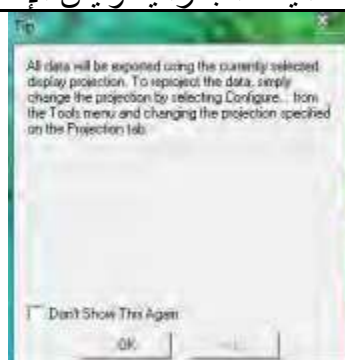 Tip
All data will be exported using the currently selected
display projection. To reproject the data, simply
change the projection by selecting Configure... from
the Tools menu and changing the projection specified
on the Projection tab.
Don't Show This Again
OK